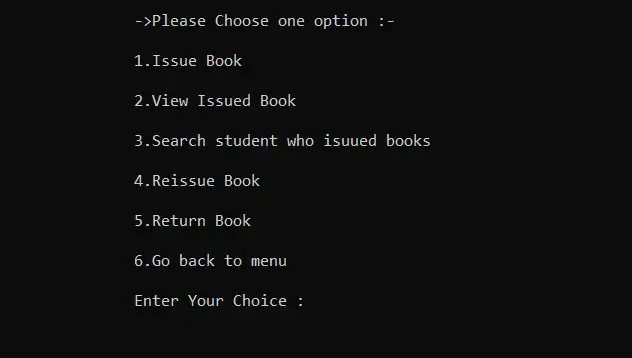 ->Please Choose one option :-
1.Issue Book
2.View Issued Book
3.Search student who isuued books
4.Reissue Book
5.Return Book
6.Go back to menu
Enter Your Choice :